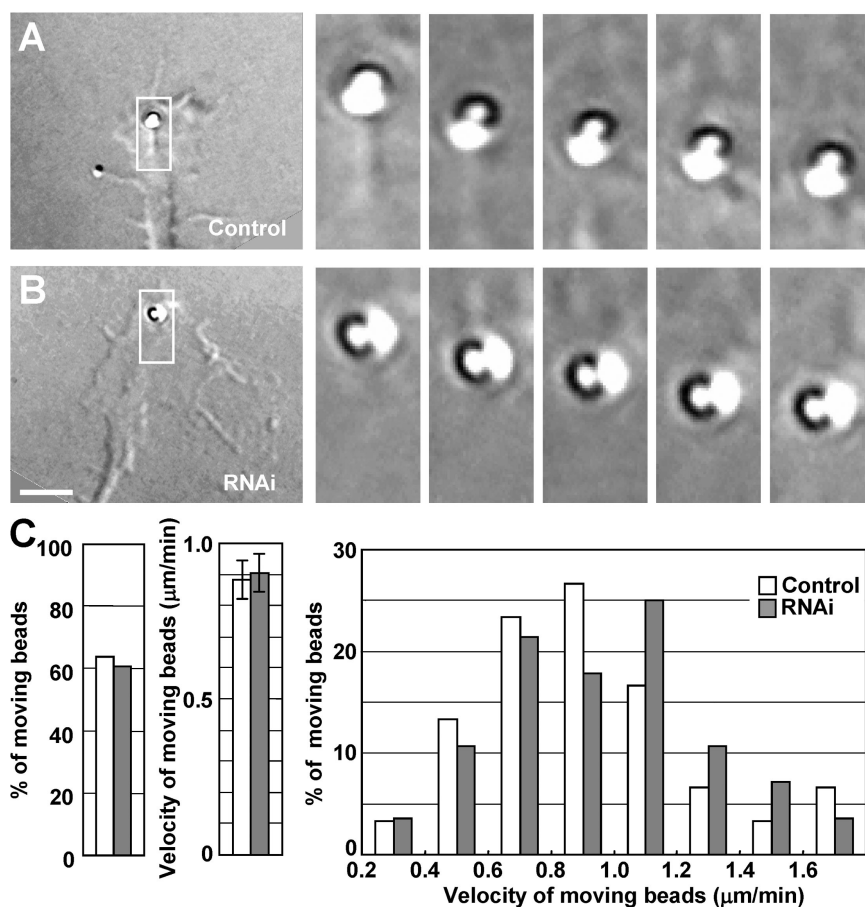 A
Control
B
RNAi
C
% of moving beads
100
80
60
40
20
0
Velocity of moving beads (μm/min)
1.0
0.5
0
% of moving beads
30
20
10
0
Control
RNAi
0.2 0.4 0.6 0.8 1.0 1.2 1.4 1.6
Velocity of moving beads (μm/min)